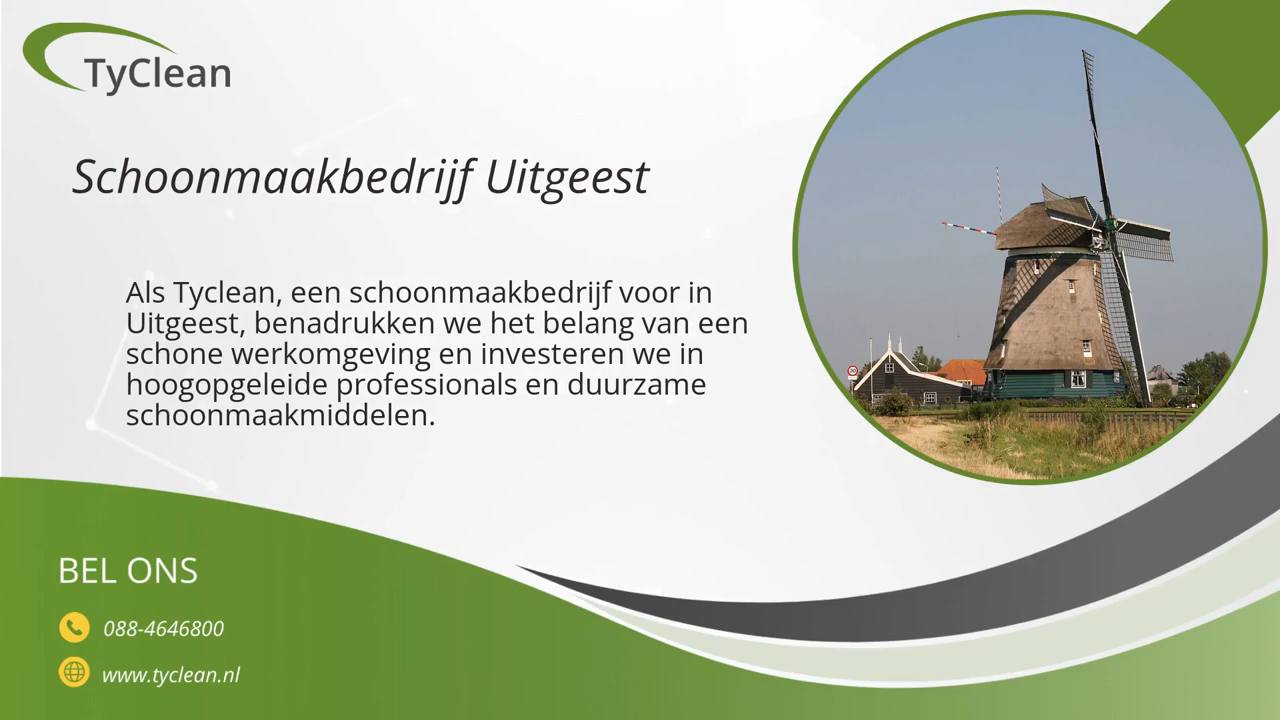 TyClean
Schoonmaakbedrijf Uitgeest
Als Tyclean, een schoonmaakbedrijf voor in
Uitgeest, benadrukken we het belang van een
schone werkomgeving en investeren we in
hoogopgeleide professionals en duurzame
schoonmaakmiddelen.
30
BEL ONS
088-4646800
www.tyclean.nl